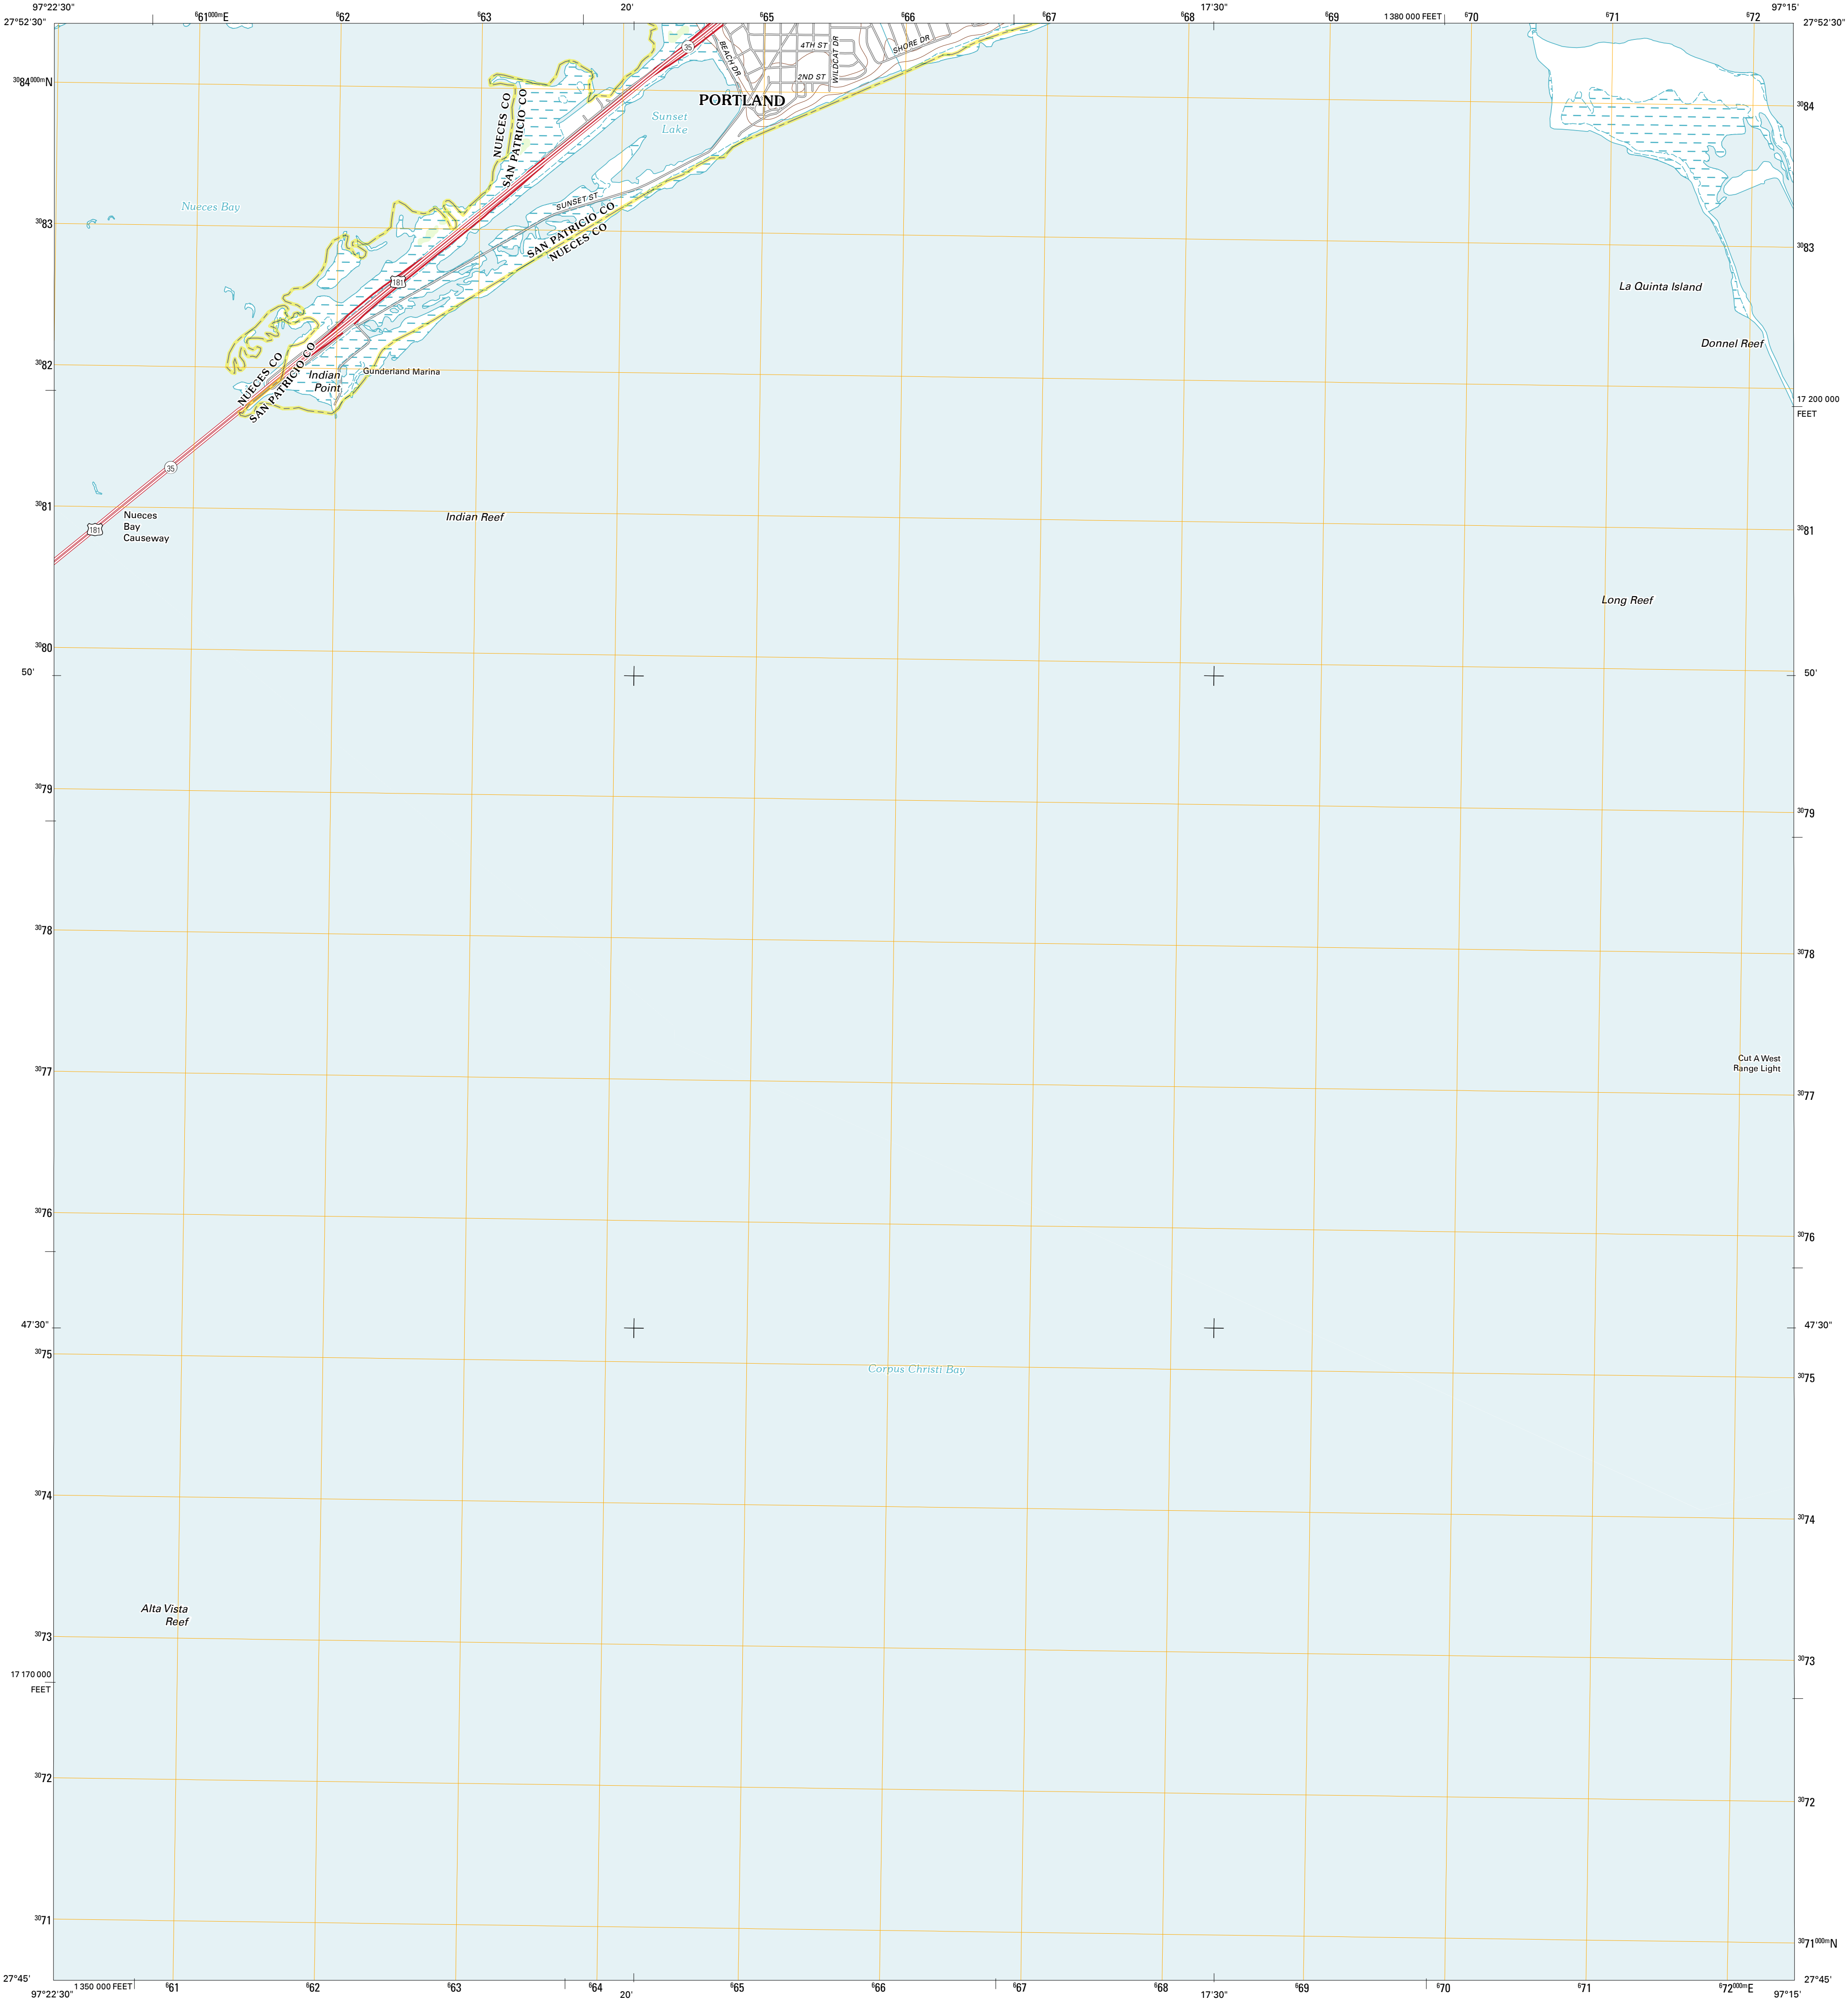 97°22'30"
⁶61⁰⁰⁰ᵐE
⁶62
⁶63
20'
⁶65
⁶66
⁶67
⁶68
17'30"
⁶69
1 380 000 FEET
⁶70
⁶71
⁶72
97°15'
27°52'30"
27°52'30"
35
BEACH DR
4TH ST
WILDCAT DR
SHORE DR
2ND ST
³⁰84⁰⁰⁰ᵐN
³⁰84
PORTLAND
NUECES CO
SAN PATRICIO CO
Sunset
Lake
Nueces Bay
SUNSET ST
SAN PATRICIO CO
NUECES CO
³⁰83
³⁰83
181
La Quinta Island
Donnel Reef
³⁰82
NUECES CO
SAN PATRICIO CO
Indian
Point
Gunderland Marina
17 200 000
FEET
35
³⁰81
181
Nueces
Bay
Causeway
Indian Reef
³⁰81
Long Reef
³⁰80
50'
50'
³⁰79
³⁰79
³⁰78
³⁰78
Cut A West
Range Light
³⁰77
³⁰77
³⁰76
³⁰76
47'30"
47'30"
³⁰75
Corpus Christi Bay
³⁰75
³⁰74
³⁰74
Alta Vista
Reef
³⁰73
³⁰73
17 170 000
FEET
³⁰72
³⁰72
³⁰71
³⁰71⁰⁰⁰ᵐN
27°45'
27°45'
1 350 000 FEET
97°22'30"
⁶61
⁶62
⁶63
⁶64
20'
⁶65
⁶66
⁶67
⁶68
17'30"
⁶69
⁶70
⁶71
⁶72⁰⁰⁰ᵐE
97°15'